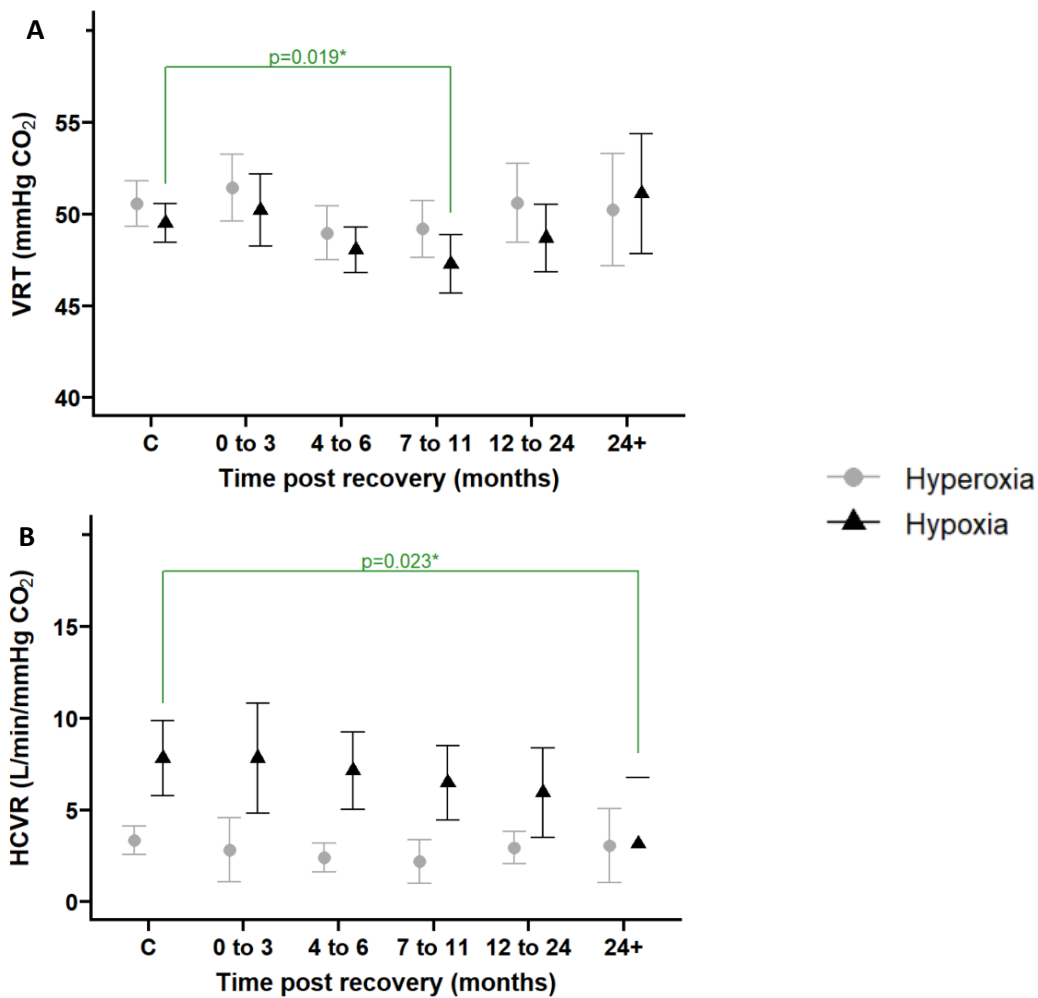 A
p=0.019*
VRT (mmHg CO₂)
55
50
45
40
C 0 to 3 4 to 6 7 to 11 12 to 24 24+
Time post recovery (months)
Hyperoxia
Hypoxia
B
p=0.023*
HCVR (L/min/mmHg CO₂)
15
10
5
0
C 0 to 3 4 to 6 7 to 11 12 to 24 24+
Time post recovery (months)